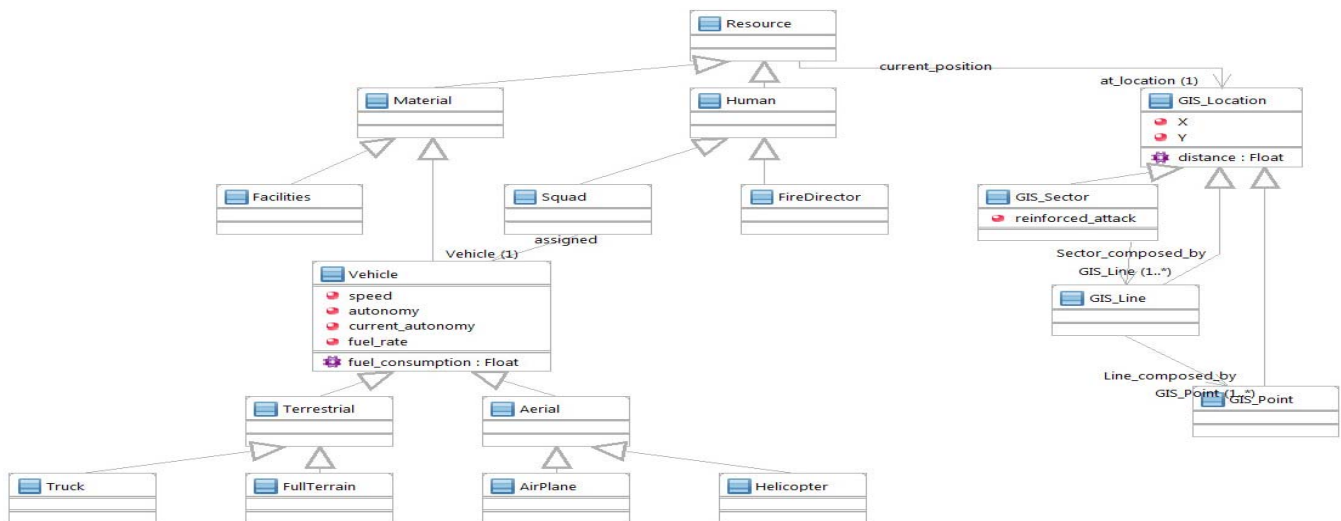 Resource
current_position
at_location (1)
Material
Human
GIS_Location
X
Y
distance : Float
Facilities
Squad
FireDirector
GIS_Sector
reinforced_attack
assigned
Vehicle (1)
Sector_composed_by
GIS_Line (1..*)
Vehicle
speed
autonomy
current_autonomy
fuel_rate
fuel_consumption : Float
GIS_Line
Line_composed_by
GIS_Point (1..*)
GIS_Point
Terrestrial
Aerial
Truck
FullTerrain
AirPlane
Helicopter